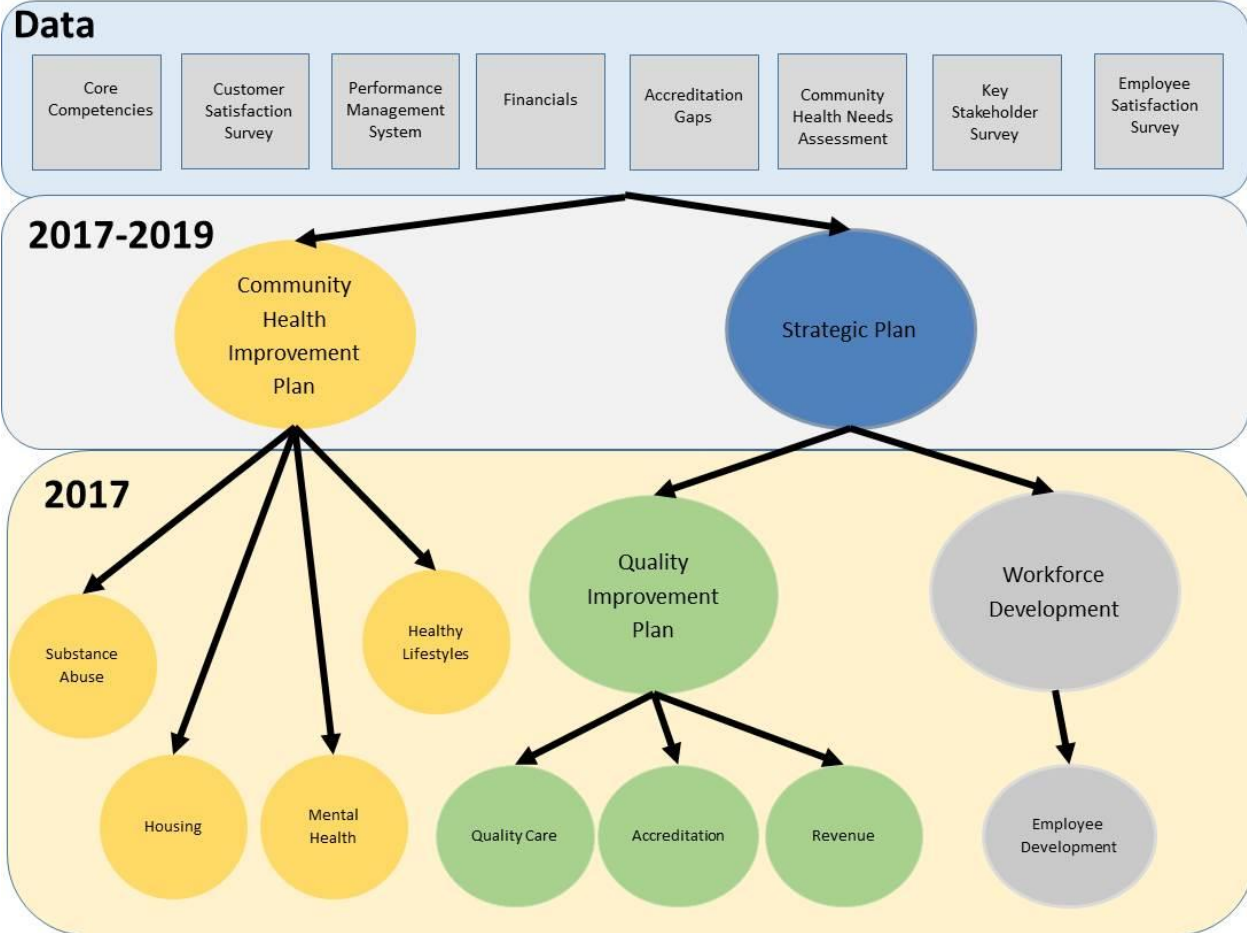 Data
Core
Competencies
Customer
Satisfaction
Survey
Performance
Management
System
Financials
Accreditation
Gaps
Community
Health Needs
Assessment
Key
Stakeholder
Survey
Employee
Satisfaction
Survey
2017-2019
Community
Health
Improvement
Plan
Strategic Plan
2017
Substance
Abuse
Housing
Mental
Health
Healthy
Lifestyles
Quality
Improvement
Plan
Quality Care
Accreditation
Revenue
Workforce
Development
Employee
Development